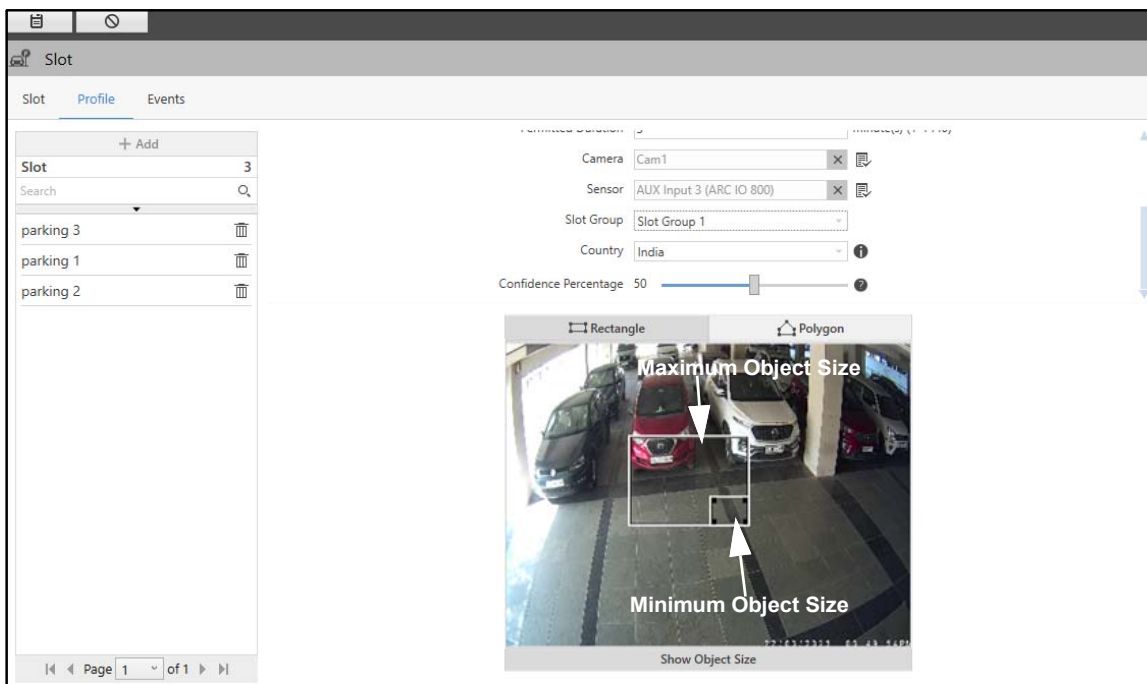 Slot
Slot Profile Events
+ Add
Slot 3
Search
parking 3
parking 1
parking 2
Page 1 of 1
Permitted Duration
Camera Cam1
Sensor AUX Input 3 (ARC IO 800)
Slot Group Slot Group 1
Country India
Confidence Percentage 50
Rectangle Polygon
Maximum Object Size
Minimum Object Size
Show Object Size